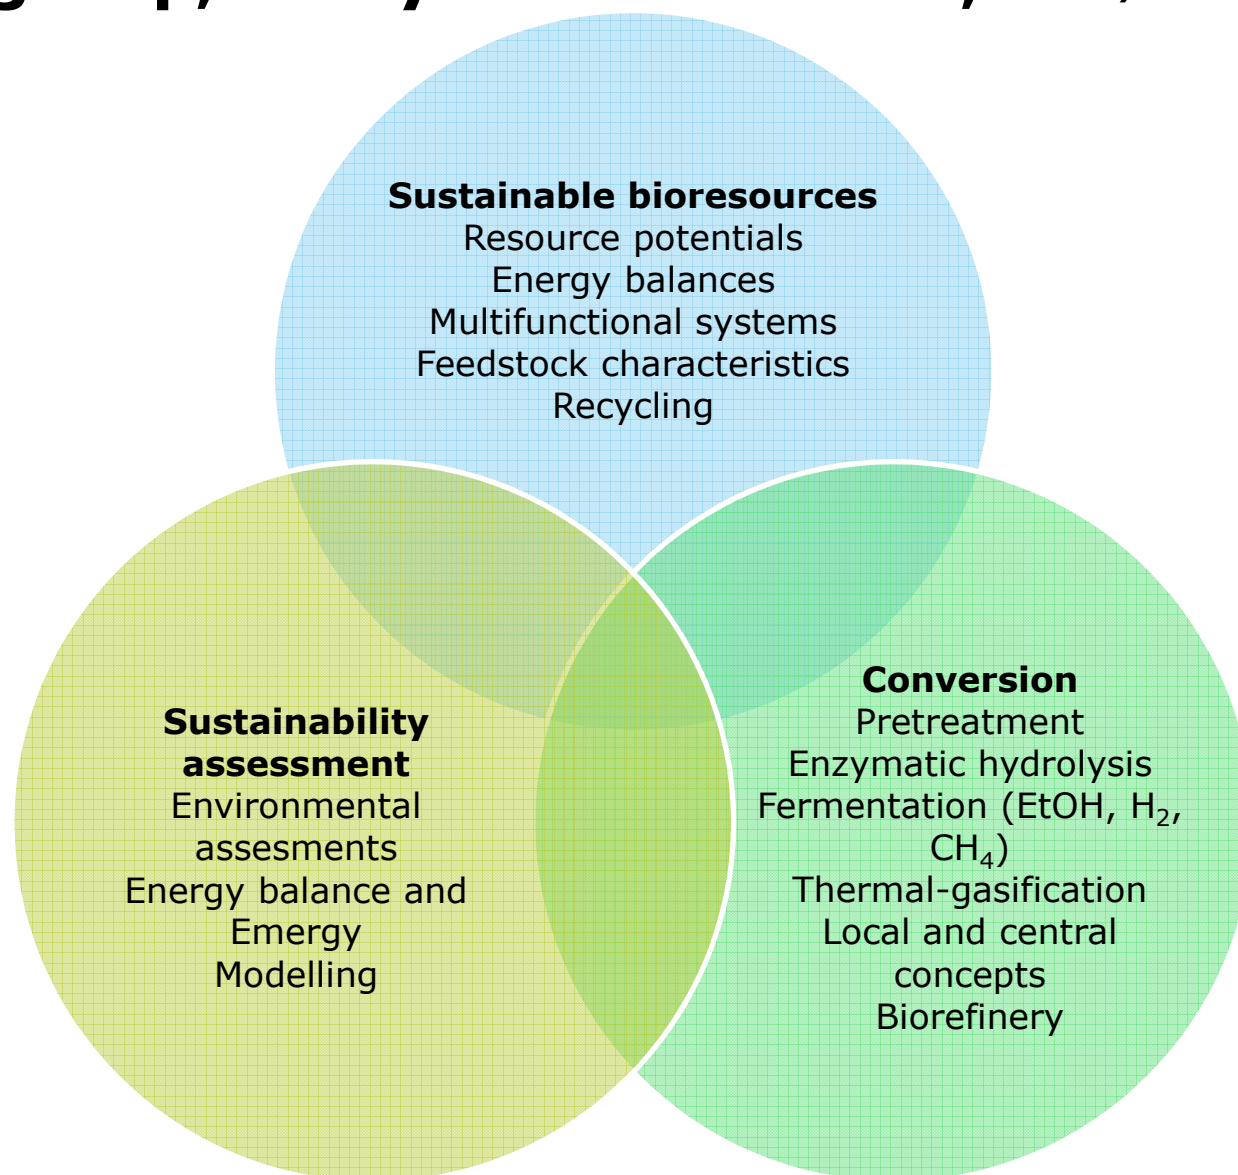 Sustainable bioresources
Resource potentials
Energy balances
Multifunctional systems
Feedstock characteristics
Recycling
Sustainability
assessment
Environmental
assesments
Energy balance and
Emergy
Modelling
Conversion
Pretreatment
Enzymatic hydrolysis
Fermentation (EtOH, H₂,
CH₄)
Thermal-gasification
Local and central
concepts
Biorefinery